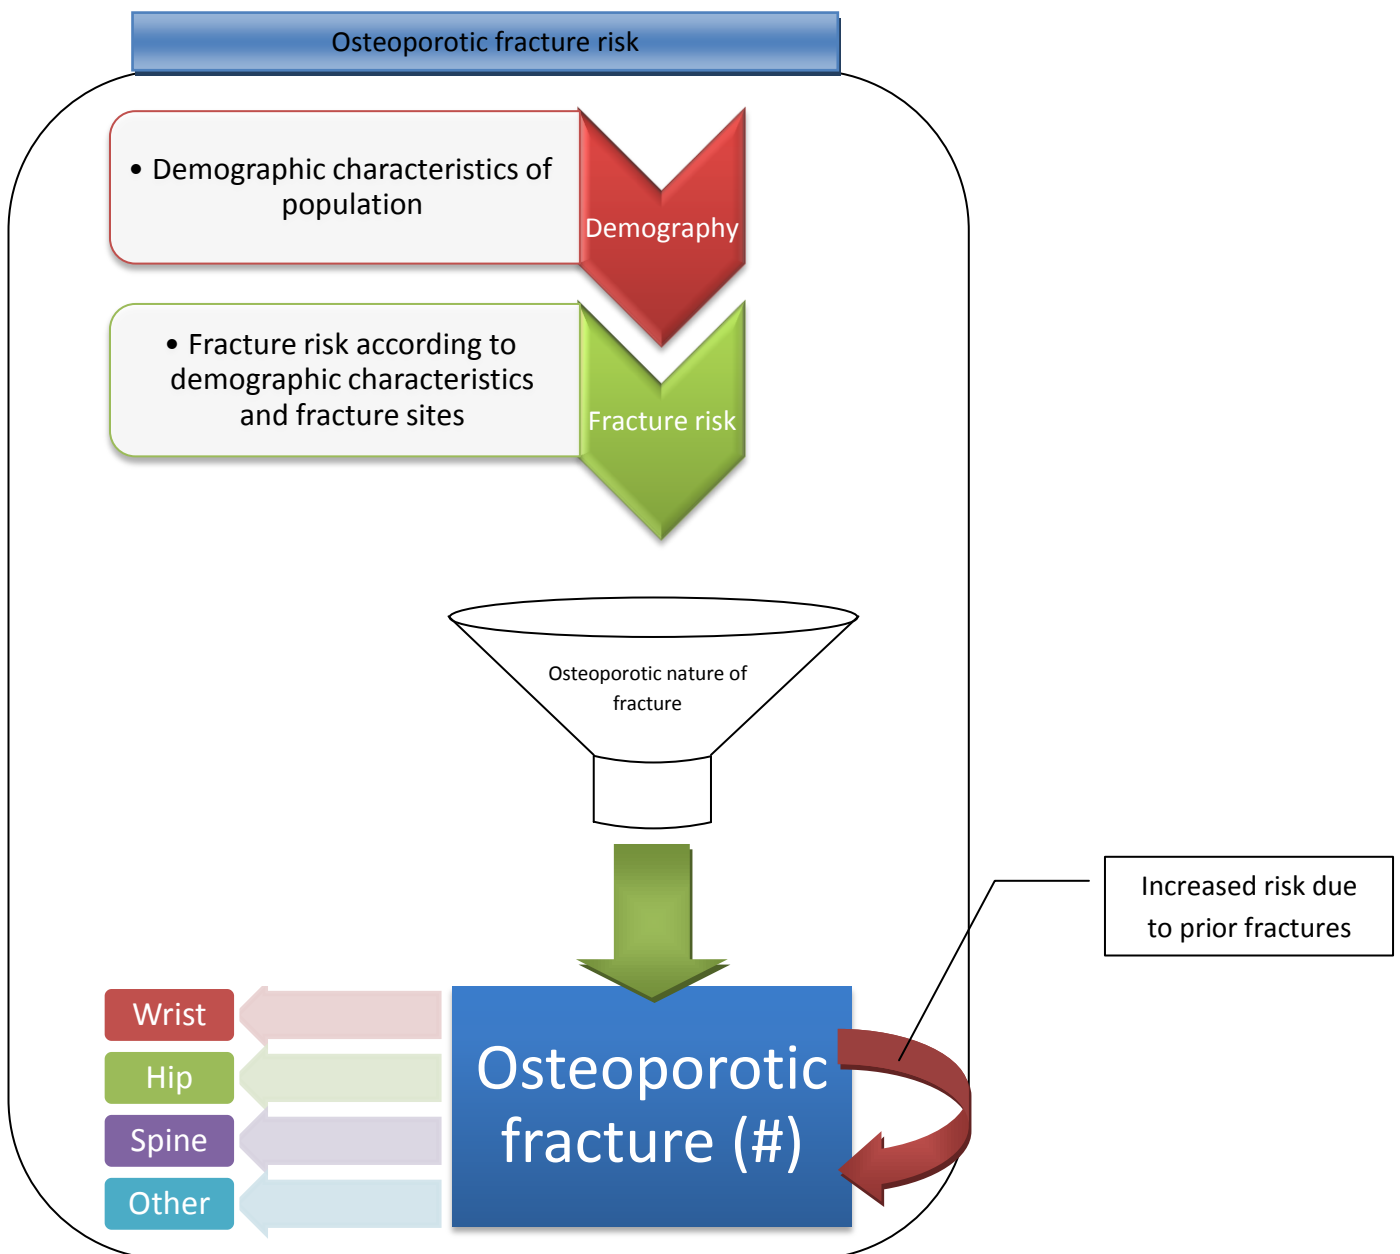 Osteoporotic fracture risk
• Demographic characteristics of
population
Demography
• Fracture risk according to
demographic characteristics
and fracture sites
Fracture risk
Osteoporotic nature of
fracture
Increased risk due
to prior fractures
Wrist
Hip
Spine
Other
Osteoporotic
fracture (#)